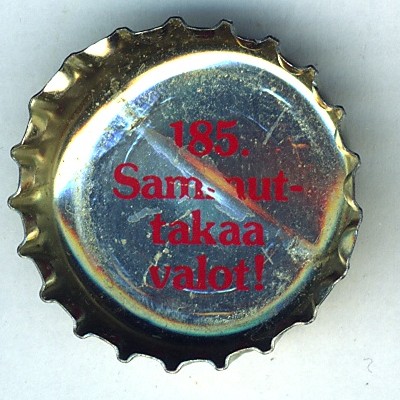 185.
Sammut-
takaa
valot!